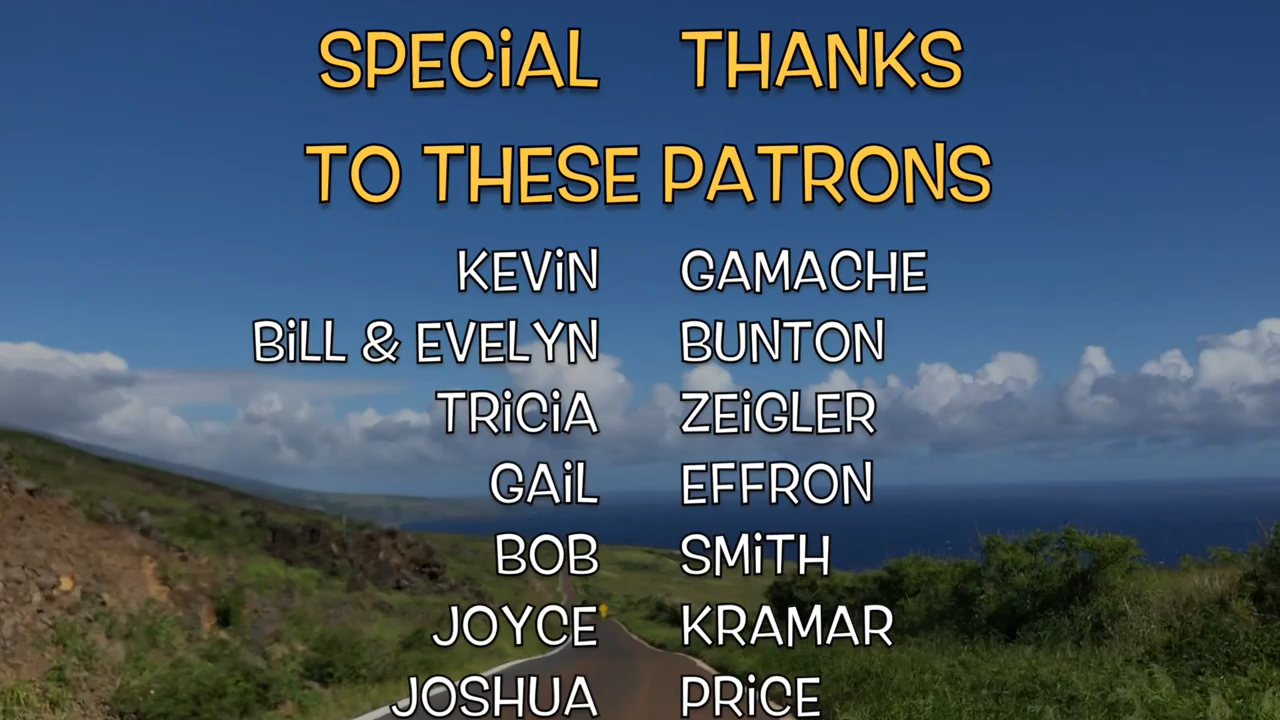 SPECiAL THANKS
TO THESE PATRONS
KEViN GAMACHE
BiLL & EVELYN BUNTON
TRiCiA ZEiGLER
GAiL EFFRON
BOB SMiTH
JOYCE KRAMAR
JOSHUA PRiCE